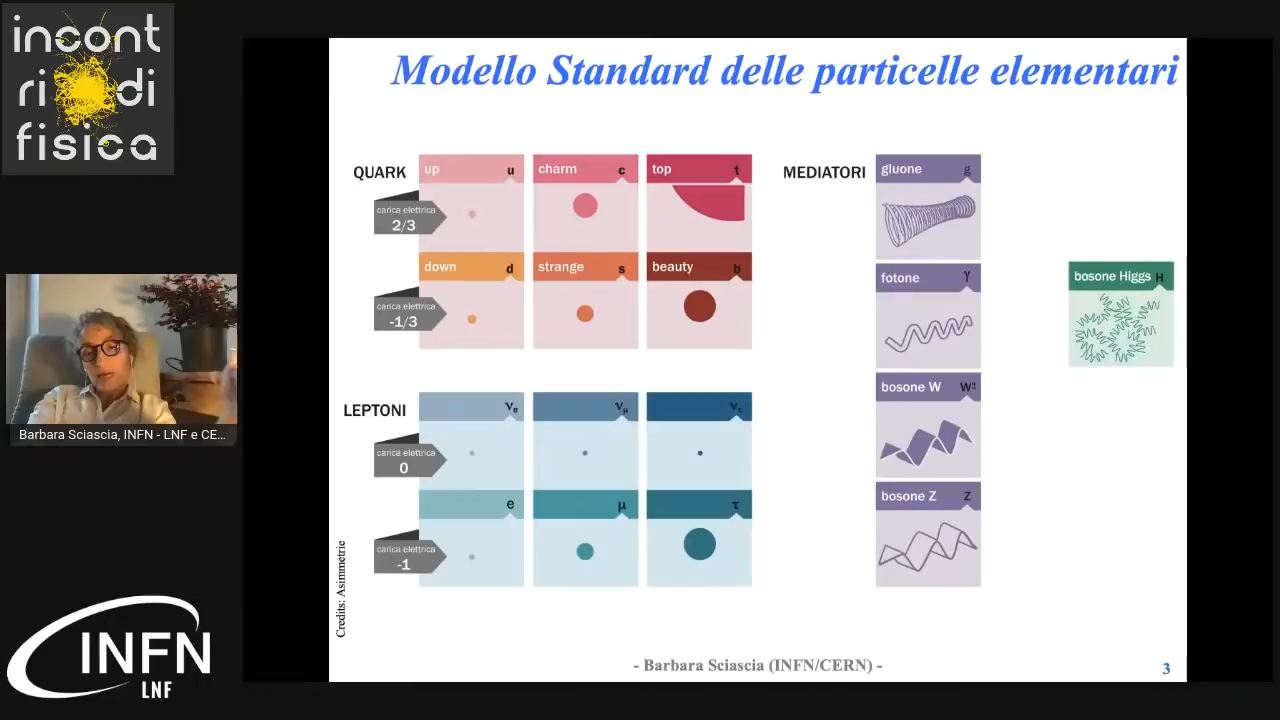 incont
ri di
fisica
Modello Standard delle particelle elementari
QUARK
up u
charm c
top t
carica elettrica
2/3
down d
strange s
beauty b
carica elettrica
-1/3
LEPTONI
νe
νμ
ντ
carica elettrica
0
e
μ
τ
carica elettrica
-1
MEDIATORI
gluone g
fotone γ
bosone W W±
bosone Z Z
bosone Higgs H
Credits: Asimmetrie
- Barbara Sciascia (INFN/CERN) -
3
Barbara Sciascia, INFN - LNF e CE...
INFN
LNF